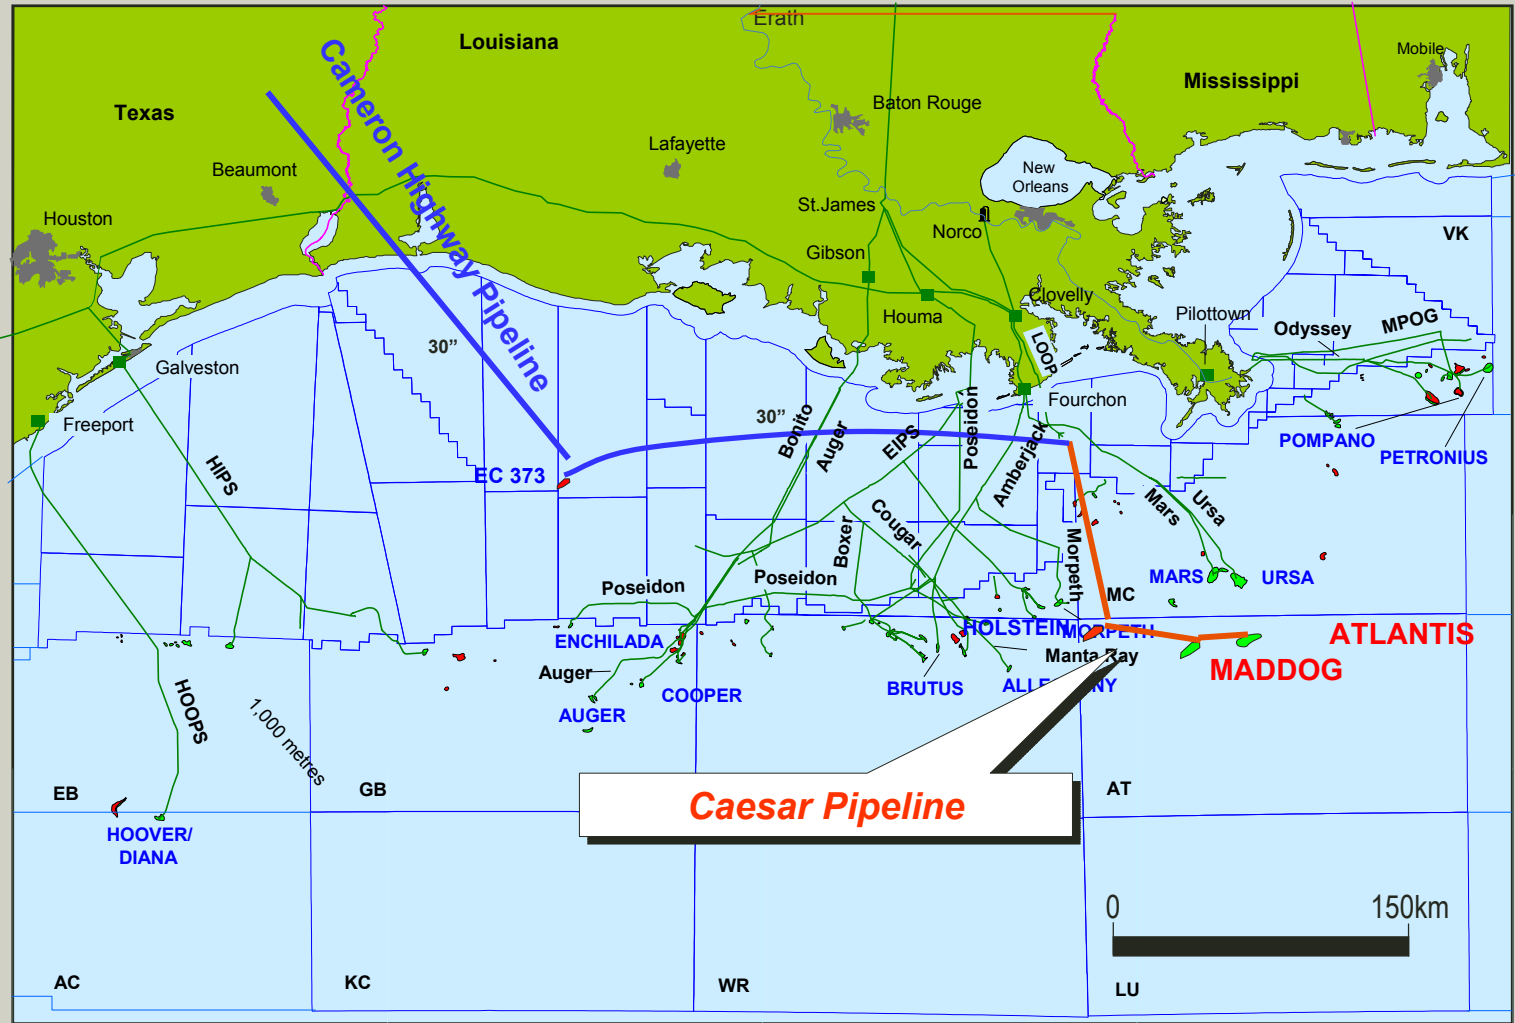 Erath
Louisiana
Mobile
Mississippi
Texas
Cameron Highway Pipeline
Baton Rouge
Lafayette
Beaumont
New
Orleans
Houston
St.James
Norco
VK
Gibson
Clovelly
Houma
Pilottown
Odyssey
MPOG
30”
LOOP
Galveston
Fourchon
Freeport
30”
Bonito
Auger
EIPS
Poseidon
Amberjack
POMPANO
PETRONIUS
HIPS
EC 373
Mars
Ursa
Cougar
Boxer
Morpeth
MARS
URSA
Poseidon
Poseidon
MC
ENCHILADA
HOLSTEIN
MORPETH
ATLANTIS
Manta Ray
MADDOG
Auger
COOPER
BRUTUS
ALLEGHENY
AUGER
HOOPS
1,000 metres
EB
GB
AT
Caesar Pipeline
HOOVER/
DIANA
0 150km
AC
KC
WR
LU